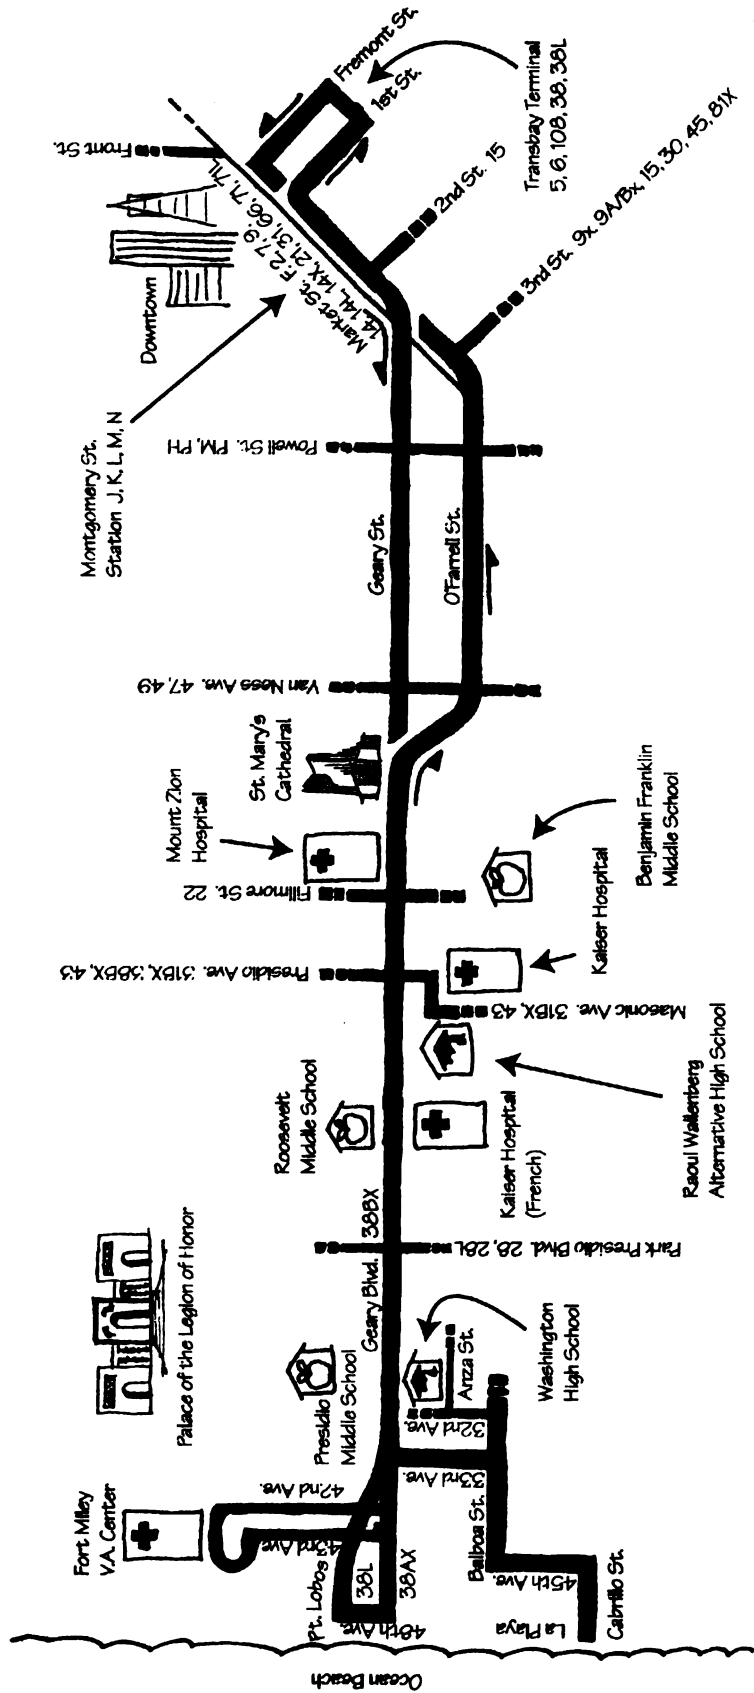 Fremont St.
1st St.
Transbay Terminal
5, 6, 108, 38, 38L
Front St.
2nd St. 15
3rd St. 9x 9A/Bx, 15, 30, 45, 81X
Market St. F, 2, 7, 9,
14, 14L, 14X, 21, 31, 66, 71, 71L
Downtown
Montgomery St.
Station J, K, L, M, N
Powell St. PM, PH
Geary St.
O'Farrell St.
Van Ness Ave. 47, 49
St. Mary's
Cathedral
Mount Zion
Hospital
Fillmore St. 22
Benjamin Franklin
Middle School
Kaiser Hospital
Presidio Ave. 31BX, 38BX, 43
Masonic Ave. 31BX, 43
Raoul Wallenberg
Alternative High School
Roosevelt
Middle School
Kaiser Hospital
(French)
38BX
Geary Blvd.
Park Presidio Blvd. 28, 28L
Palace of the Legion of Honor
Presidio
Middle School
Washington
High School
Anza St.
32nd Ave.
33rd Ave.
Balboa St.
45th Ave.
Cabrillo St.
La Playa
42nd Ave.
43rd Ave.
Fort Miley
V.A. Center
Pt. Lobos
38L
38AX
48th Ave.
Ocean Beach